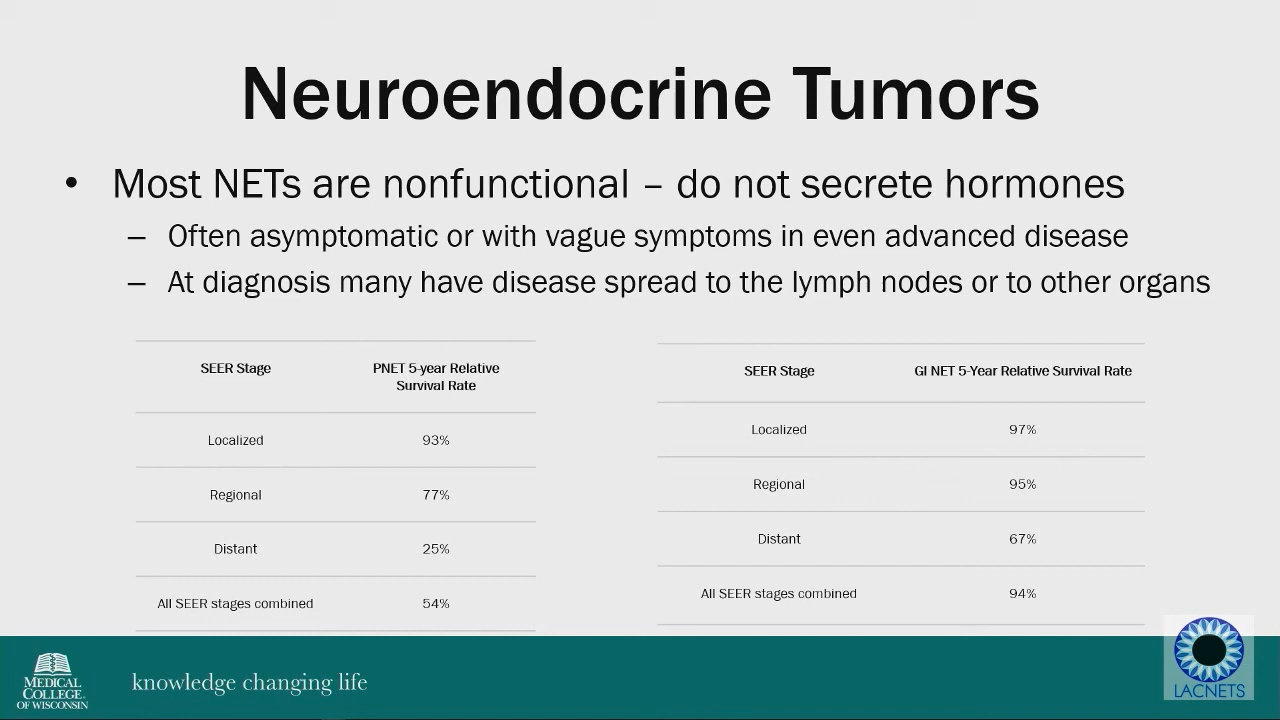 Neuroendocrine Tumors
• Most NETs are nonfunctional – do not secrete hormones
– Often asymptomatic or with vague symptoms in even advanced disease
– At diagnosis many have disease spread to the lymph nodes or to other organs
SEER Stage PNET 5-year Relative
Survival Rate
Localized 93%
Regional 77%
Distant 25%
All SEER stages combined 54%
SEER Stage GI NET 5-Year Relative Survival Rate
Localized 97%
Regional 95%
Distant 67%
All SEER stages combined 94%
MEDICAL
COLLEGE
OF WISCONSIN
knowledge changing life
LACNETS